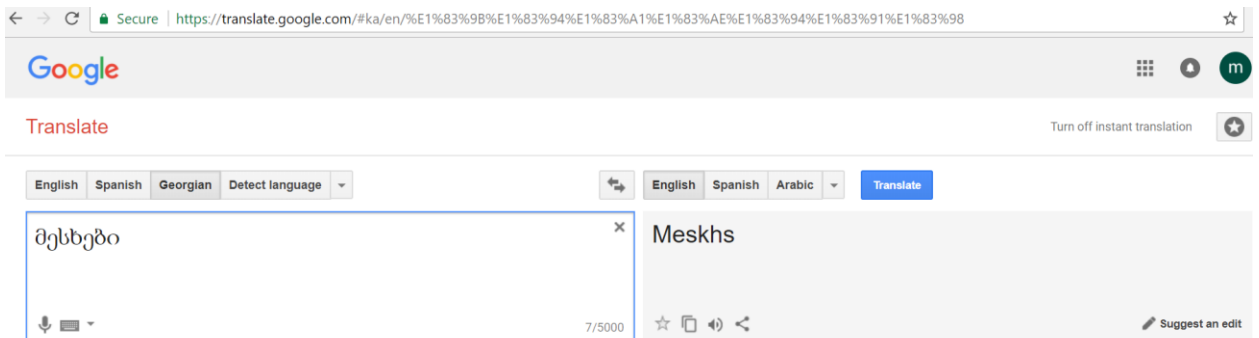 Secure | https://translate.google.com/#ka/en/%E1%83%9B%E1%83%94%E1%83%A1%E1%83%AE%E1%83%94%E1%83%91%E1%83%98
Google
m
Translate
Turn off instant translation
English Spanish Georgian Detect language English Spanish Arabic Translate
მესხები
Meskhs
7/5000
Suggest an edit